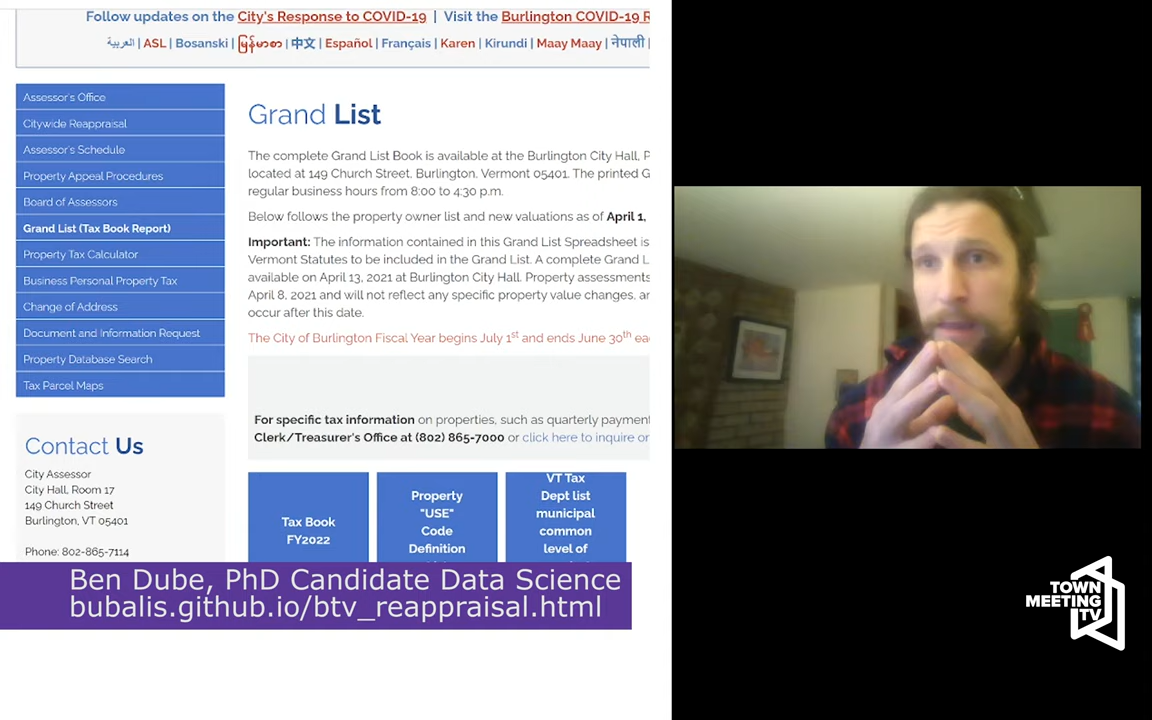 Follow updates on the City's Response to COVID-19 | Visit the Burlington COVID-19 R
العربية | ASL | Bosanski | မြန်မာစာ | 中文 | Español | Français | Karen | Kirundi | Maay Maay | नेपाली |
Assessor's Office
Citywide Reappraisal
Assessor's Schedule
Property Appeal Procedures
Board of Assessors
Grand List (Tax Book Report)
Property Tax Calculator
Business Personal Property Tax
Change of Address
Document and Information Request
Property Database Search
Tax Parcel Maps
Contact Us
City Assessor
City Hall, Room 17
149 Church Street
Burlington, VT 05401
Phone: 802-865-7114
Grand List
The complete Grand List Book is available at the Burlington City Hall, P
located at 149 Church Street, Burlington, Vermont 05401. The printed G
regular business hours from 8:00 to 4:30 p.m.
Below follows the property owner list and new valuations as of April 1,
Important: The information contained in this Grand List Spreadsheet is
Vermont Statutes to be included in the Grand List. A complete Grand L
available on April 13, 2021 at Burlington City Hall. Property assessments
April 8, 2021 and will not reflect any specific property value changes, ar
occur after this date.
The City of Burlington Fiscal Year begins July 1st and ends June 30th ea
For specific tax information on properties, such as quarterly payment
Clerk/Treasurer's Office at (802) 865-7000 or click here to inquire or
Tax Book
FY2022
Property
"USE"
Code
Definition
VT Tax
Dept list
municipal
common
level of
Ben Dube, PhD Candidate Data Science
bubalis.github.io/btv_reappraisal.html
TOWN
MEETING
TV